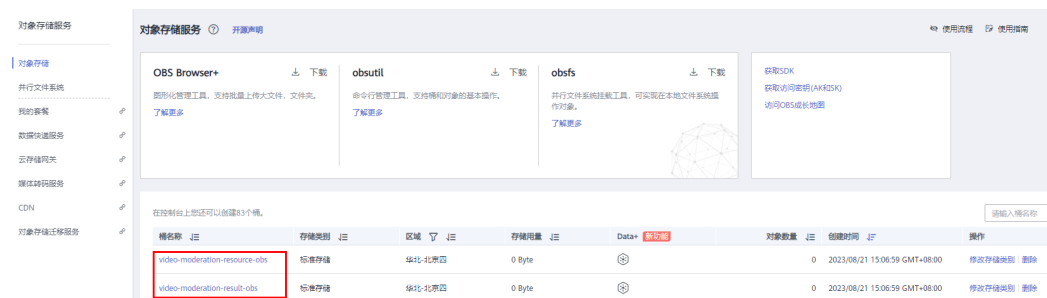 对象存储服务
对象存储
并行文件系统
我的套餐
数据快递服务
云存储网关
媒体转码服务
CDN
对象存储迁移服务
对象存储服务 ? 开源声明
使用流程 使用指南
OBS Browser+ 下载
图形化管理工具，支持批量上传大文件，文件夹。
了解更多
obsutil 下载
命令行管理工具，支持桶和对象的基本操作。
了解更多
obsfs 下载
并行文件系统挂载工具，可实现在本地文件系统操
作对象。
了解更多
获取SDK
获取访问密钥(AK和SK)
访问OBS成长地图
在控制台上您还可以创建83个桶。
请输入桶名称
桶名称 存储类别 区域 存储用量 Data+ 新功能 对象数量 创建时间 操作
video-moderation-resource-obs 标准存储 华北-北京四 0 Byte 0 2023/08/21 15:06:59 GMT+08:00 修改存储类别 删除
video-moderation-result-obs 标准存储 华北-北京四 0 Byte 0 2023/08/21 15:06:59 GMT+08:00 修改存储类别 删除